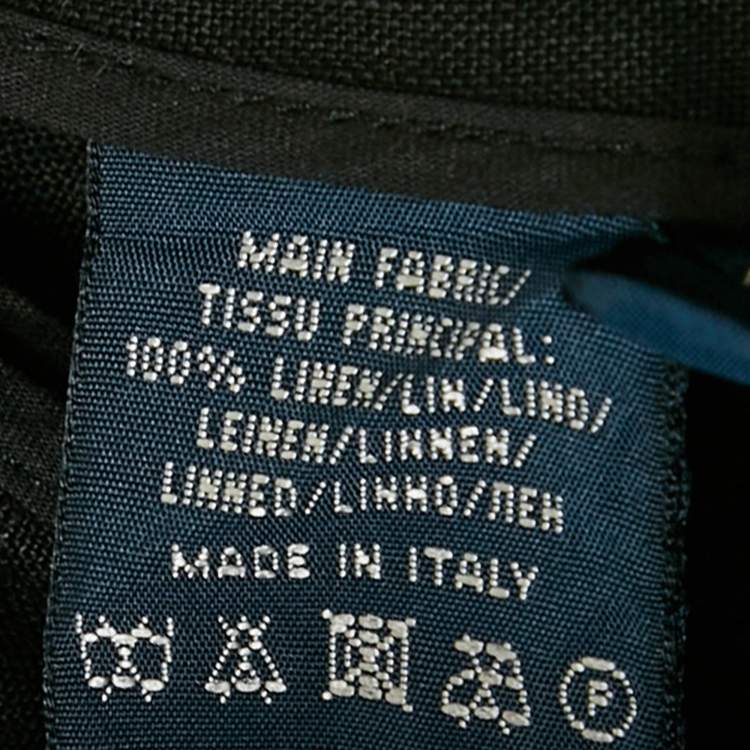 MAIN FABRIC/
TISSU PRINCIPAL:
100% LINEN/LIN/LINO/
LEINEN/LINNEN/
LINNED/LINHO/ЛЕН
MADE IN ITALY
P